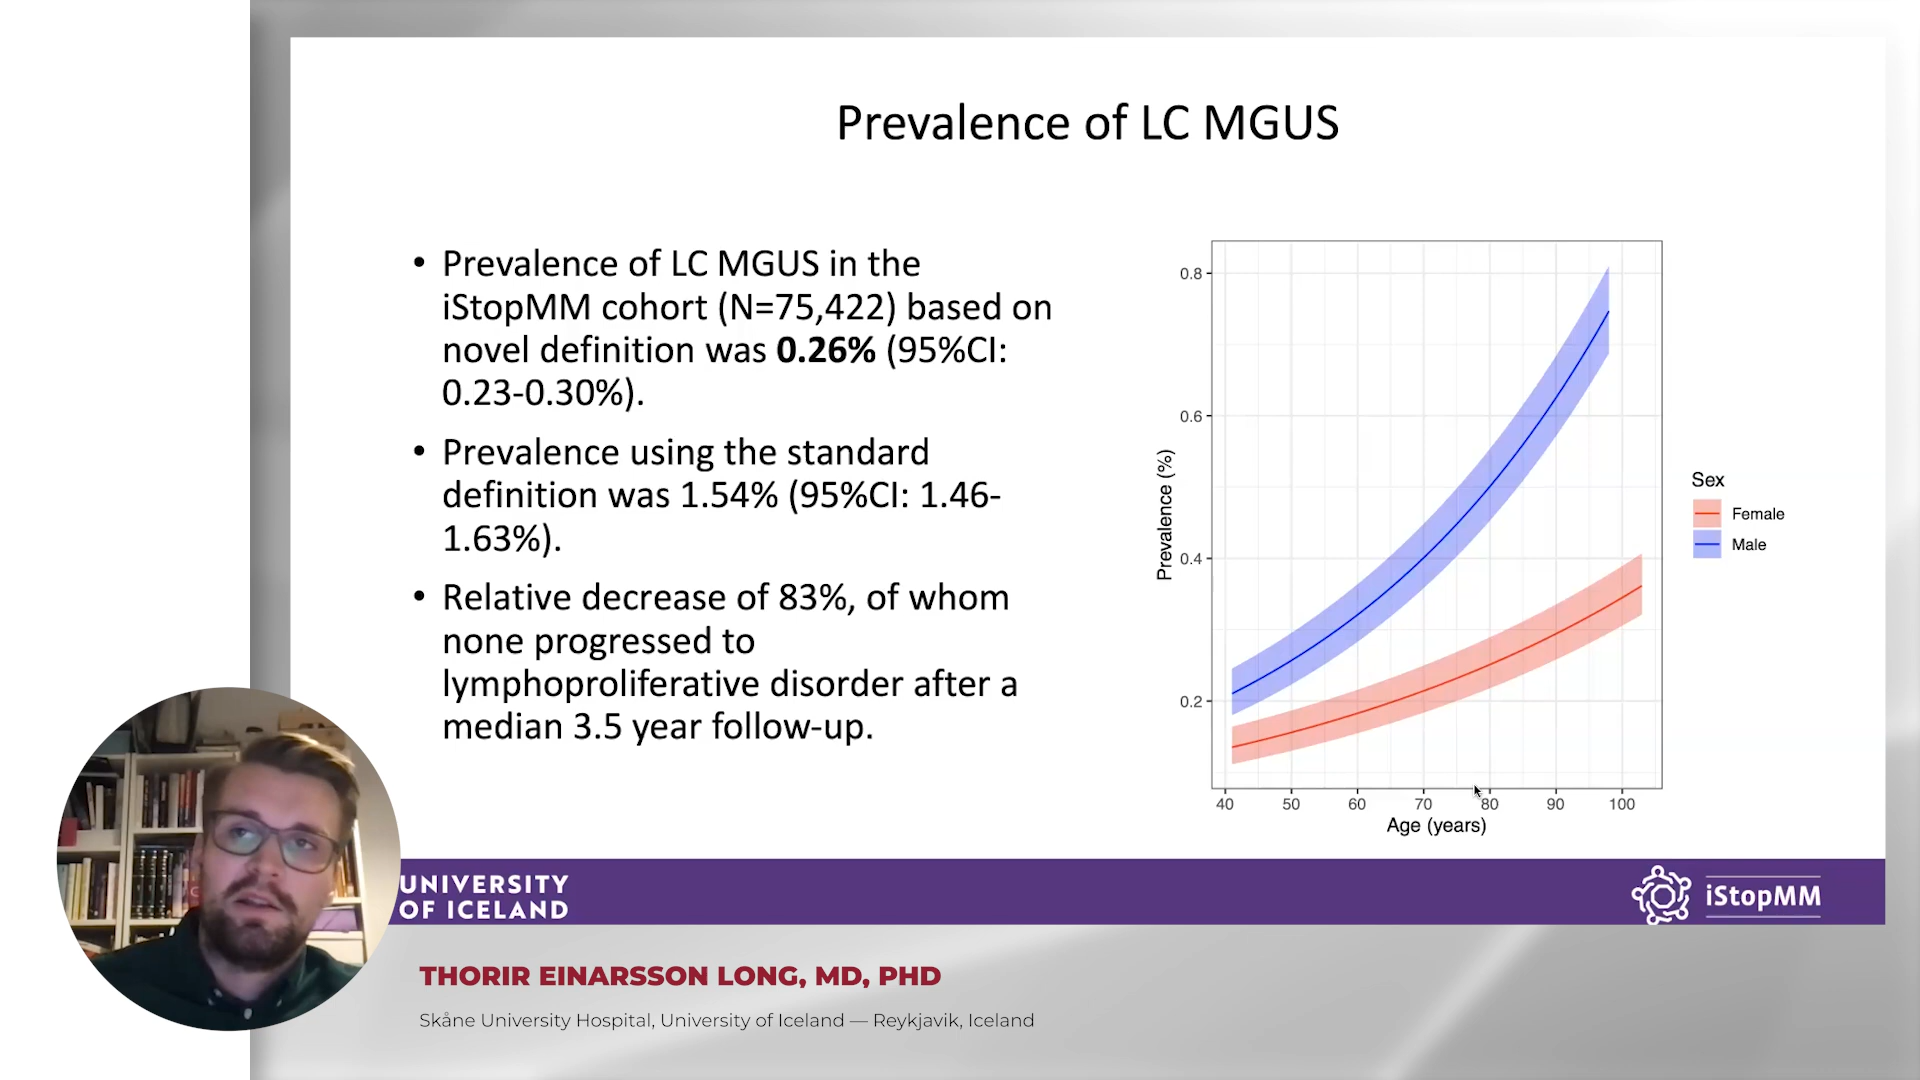 Prevalence of LC MGUS
• Prevalence of LC MGUS in the
iStopMM cohort (N=75,422) based on
novel definition was 0.26% (95%CI:
0.23-0.30%).
• Prevalence using the standard
definition was 1.54% (95%CI: 1.46-
1.63%).
• Relative decrease of 83%, of whom
none progressed to
lymphoproliferative disorder after a
median 3.5 year follow-up.
Prevalence (%)
0.8
0.6
0.4
0.2
40 50 60 70 80 90 100
Age (years)
Sex
Female
Male
UNIVERSITY
OF ICELAND
iStopMM
THORIR EINARSSON LONG, MD, PHD
Skåne University Hospital, University of Iceland — Reykjavik, Iceland